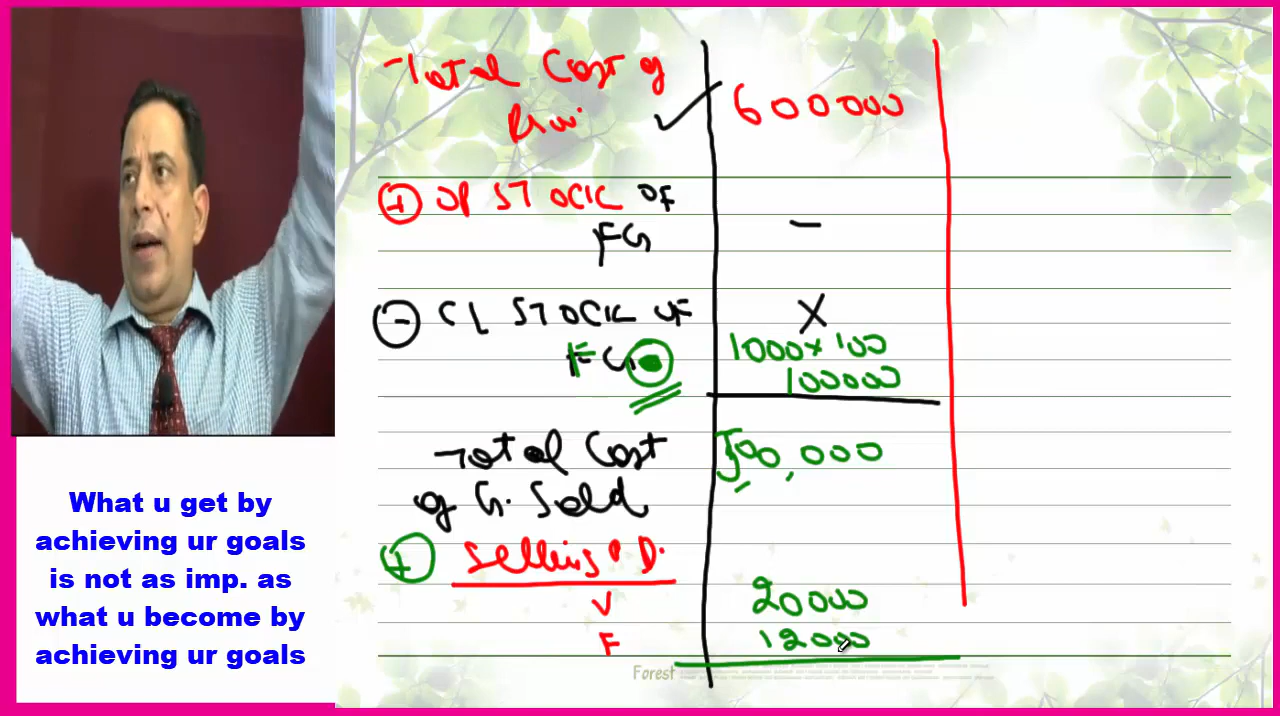 Total Cost of
600000
⊕ OP STOCK OF
FG
–
⊖ CL STOCK OF
X
FG
1000 x 100
100000
Total Cost
500,000
of G. Sold
⊕ Selling & D.
V
20000
F
12000
Forest
What u get by
achieving ur goals
is not as imp. as
what u become by
achieving ur goals